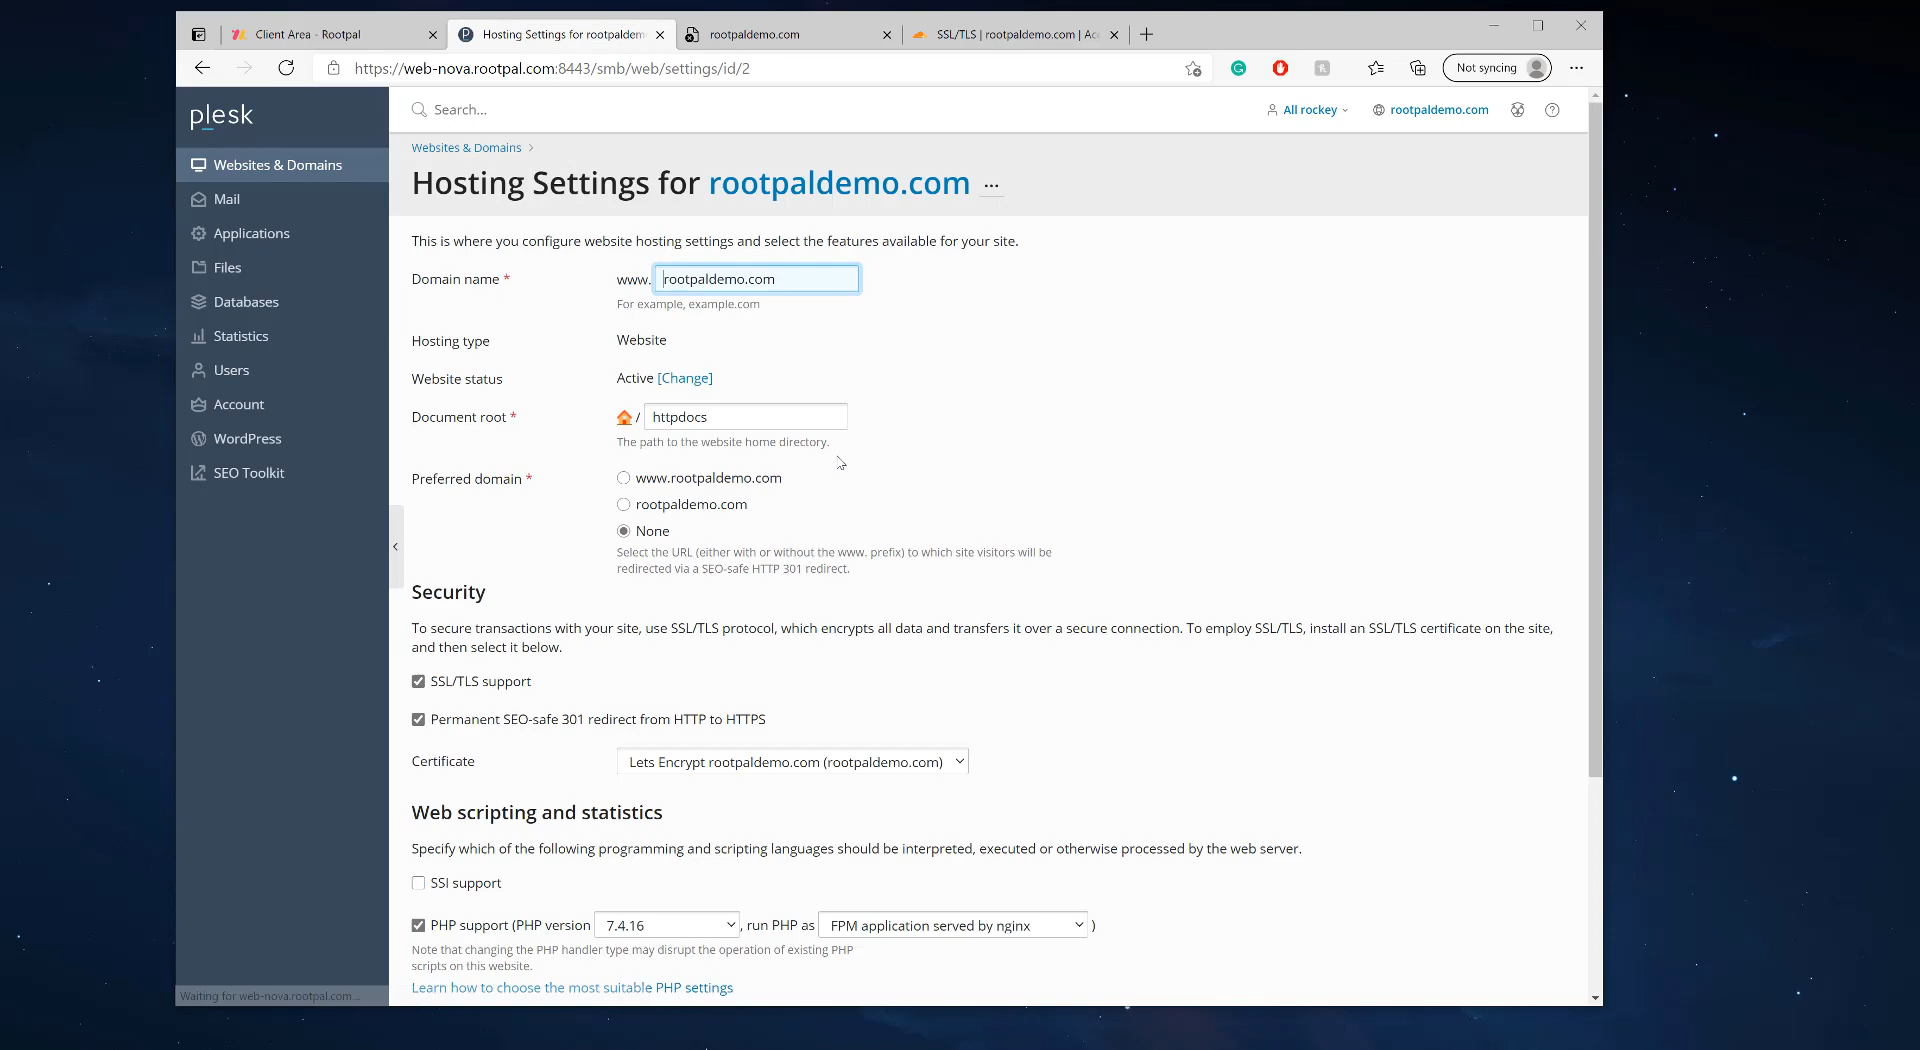 Client Area - Rootpal
Hosting Settings for rootpaldem
rootpaldemo.com
SSL/TLS | rootpaldemo.com | Ac
https://web-nova.rootpal.com:8443/smb/web/settings/id/2
Not syncing
plesk
Search...
All rockey
rootpaldemo.com
Websites & Domains
Mail
Applications
Files
Databases
Statistics
Users
Account
WordPress
SEO Toolkit
Waiting for web-nova.rootpal.com...
Websites & Domains >
Hosting Settings for rootpaldemo.com ...
This is where you configure website hosting settings and select the features available for your site.
Domain name * www. rootpaldemo.com
For example, example.com
Hosting type Website
Website status Active [Change]
Document root * / httpdocs
The path to the website home directory.
Preferred domain * www.rootpaldemo.com
rootpaldemo.com
None
Select the URL (either with or without the www. prefix) to which site visitors will be
redirected via a SEO-safe HTTP 301 redirect.
Security
To secure transactions with your site, use SSL/TLS protocol, which encrypts all data and transfers it over a secure connection. To employ SSL/TLS, install an SSL/TLS certificate on the site,
and then select it below.
SSL/TLS support
Permanent SEO-safe 301 redirect from HTTP to HTTPS
Certificate Lets Encrypt rootpaldemo.com (rootpaldemo.com)
Web scripting and statistics
Specify which of the following programming and scripting languages should be interpreted, executed or otherwise processed by the web server.
SSI support
PHP support (PHP version 7.4.16 , run PHP as FPM application served by nginx )
Note that changing the PHP handler type may disrupt the operation of existing PHP
scripts on this website.
Learn how to choose the most suitable PHP settings